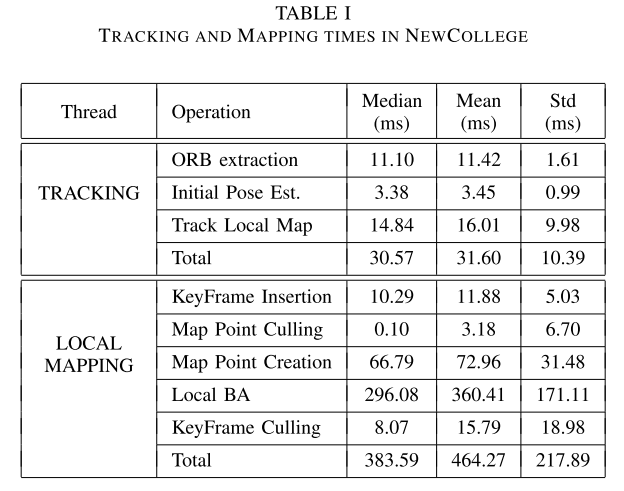 TABLE I
TRACKING AND MAPPING TIMES IN NEWCOLLEGE
Thread Operation Median (ms) Mean (ms) Std (ms)
TRACKING
ORB extraction 11.10 11.42 1.61
Initial Pose Est. 3.38 3.45 0.99
Track Local Map 14.84 16.01 9.98
Total 30.57 31.60 10.39
LOCAL MAPPING
KeyFrame Insertion 10.29 11.88 5.03
Map Point Culling 0.10 3.18 6.70
Map Point Creation 66.79 72.96 31.48
Local BA 296.08 360.41 171.11
KeyFrame Culling 8.07 15.79 18.98
Total 383.59 464.27 217.89